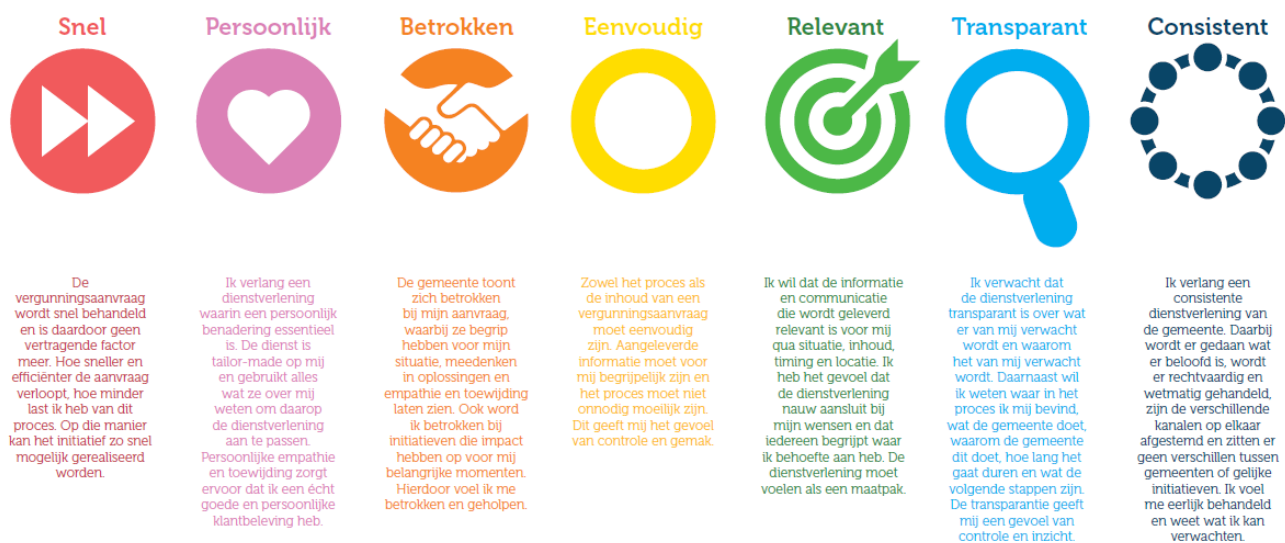 Snel
Persoonlijk
Betrokken
Eenvoudig
Relevant
Transparant
Consistent
De
vergunningsaanvraag
wordt snel behandeld
en is daardoor geen
vertragende factor
meer. Hoe sneller en
efficiënter de aanvraag
verloopt, hoe minder
last ik heb van dit
proces. Op die manier
kan het initiatief zo snel
mogelijk gerealiseerd
worden.
Ik verlang een
dienstverlening
waarin een persoonlijk
benadering essentieel
is. De dienst is
tailor-made op mij
en gebruikt alles
wat ze over mij
weten om daarop
de dienstverlening
aan te passen.
Persoonlijke empathie
en toewijding zorgt
ervoor dat ik een écht
goede en persoonlijke
klantbeleving heb.
De gemeente toont
zich betrokken
bij mijn aanvraag,
waarbij ze begrip
hebben voor mijn
situatie, meedenken
in oplossingen en
empathie en toewijding
laten zien. Ook word
ik betrokken bij
initiatieven die impact
hebben op voor mij
belangrijke momenten.
Hierdoor voel ik me
betrokken en geholpen.
Zowel het proces als
de inhoud van een
vergunningsaanvraag
moet eenvoudig
zijn. Aangeleverde
informatie moet voor
mij begrijpelijk zijn en
het proces moet niet
onnodig moeilijk zijn.
Dit geeft mij het gevoel
van controle en gemak.
Ik wil dat de informatie
en communicatie
die wordt geleverd
relevant is voor mij
qua situatie, inhoud,
timing en locatie. Ik
heb het gevoel dat
de dienstverlening
nauw aansluit bij
mijn wensen en dat
iedereen begrijpt waar
ik behoefte aan heb. De
dienstverlening moet
voelen als een maatpak.
Ik verwacht dat
de dienstverlening
transparant is over wat
er van mij verwacht
wordt en waarom
het van mij verwacht
wordt. Daarnaast wil
ik weten waar in het
proces ik mij bevind,
wat de gemeente doet,
waarom de gemeente
dit doet, hoe lang het
gaat duren en wat de
volgende stappen zijn.
De transparantie geeft
mij een gevoel van
controle en inzicht.
Ik verlang een
consistente
dienstverlening van
de gemeente. Daarbij
wordt er gedaan wat
er beloofd is, wordt
er rechtvaardig en
wetmatig gehandeld,
zijn de verschillende
kanalen op elkaar
afgestemd en zitten er
geen verschillen tussen
gemeenten of gelijke
initiatieven. Ik voel
me eerlijk behandeld
en weet wat ik kan
verwachten.